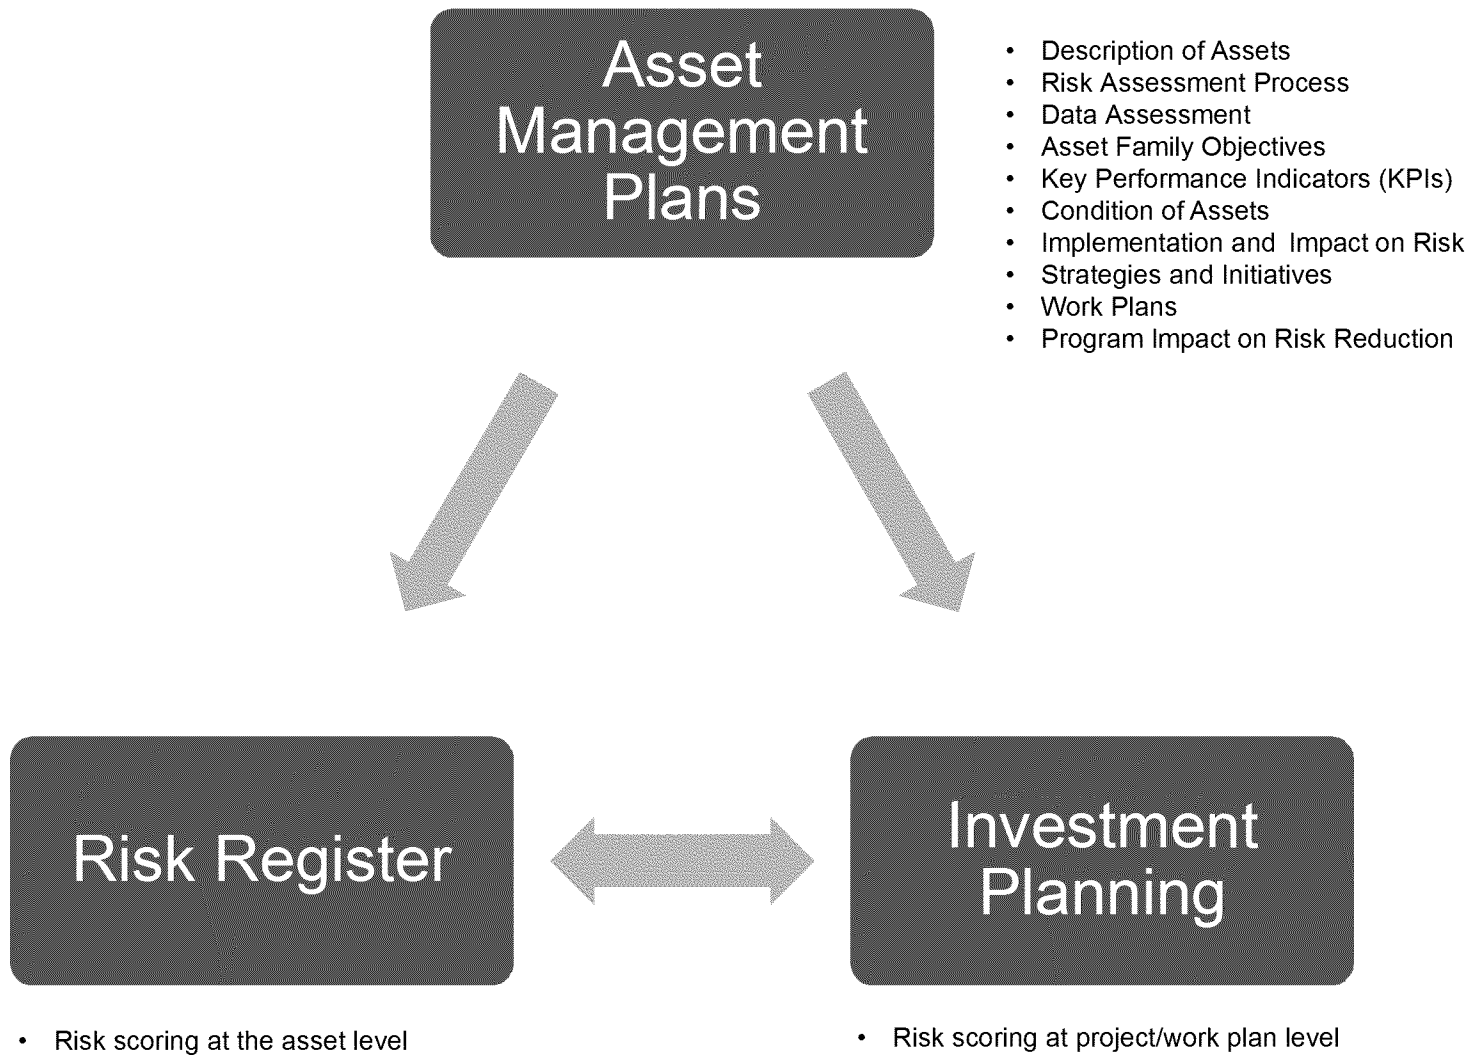 Asset
Management
Plans
• Description of Assets
• Risk Assessment Process
• Data Assessment
• Asset Family Objectives
• Key Performance Indicators (KPIs)
• Condition of Assets
• Implementation and  Impact on Risk
• Strategies and Initiatives
• Work Plans
• Program Impact on Risk Reduction
Risk Register
• Risk scoring at the asset level
Investment
Planning
• Risk scoring at project/work plan level